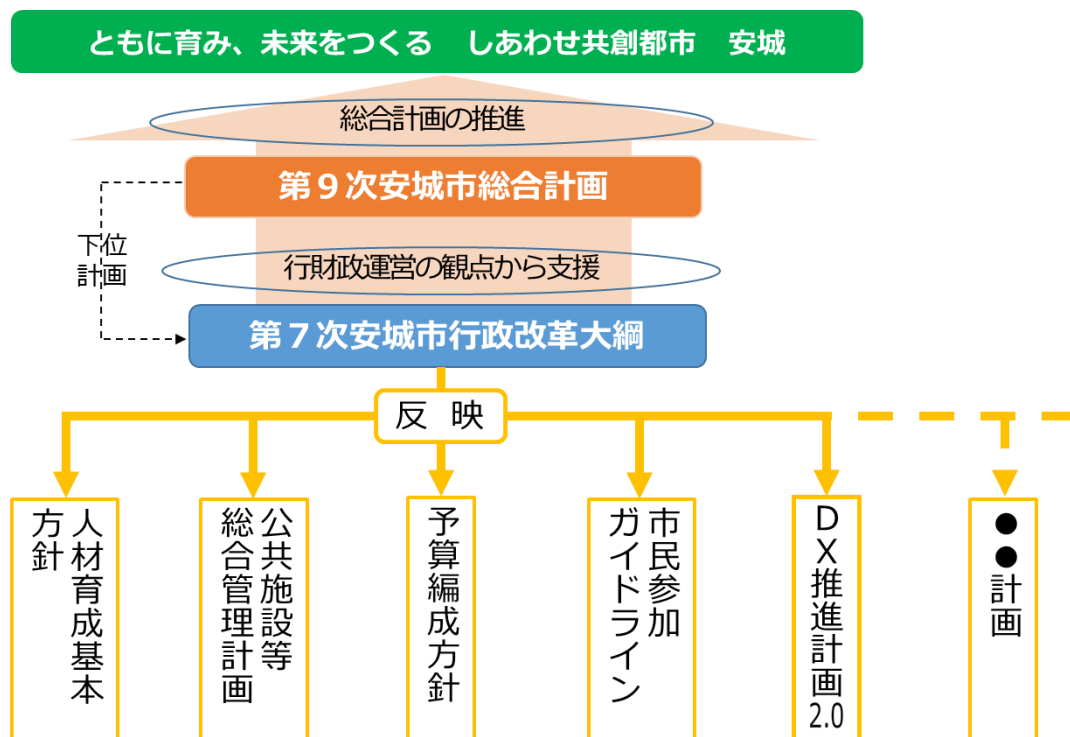 ともに育み、未来をつくる　しあわせ共創都市　安城
総合計画の推進
第９次安城市総合計画
下位
計画
行財政運営の観点から支援
第７次安城市行政改革大綱
反　映
人材育成基本
方針
公共施設等
総合管理計画
予算編成方針
市民参加
ガイドライン
ＤＸ推進計画2.0
●●計画